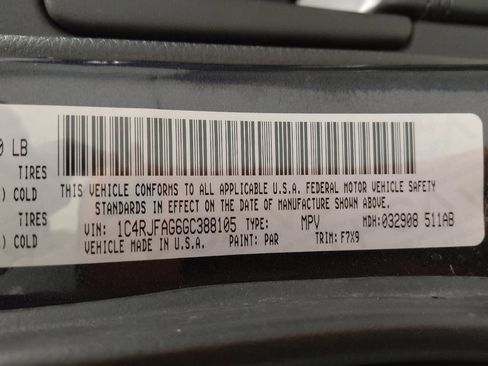 0 LB
TIRES
) COLD
TIRES
) COLD
THIS VEHICLE CONFORMS TO ALL APPLICABLE U.S.A. FEDERAL MOTOR VEHICLE SAFETY
STANDARDS IN EFFECT ON THE DATE OF MANUFACTURE SHOWN ABOVE.
VIN: 1C4RJFAG6GC388105 TYPE: MPV MDH:032908 511AB
VEHICLE MADE IN U.S.A. PAINT: PAR TRIM: F7X9